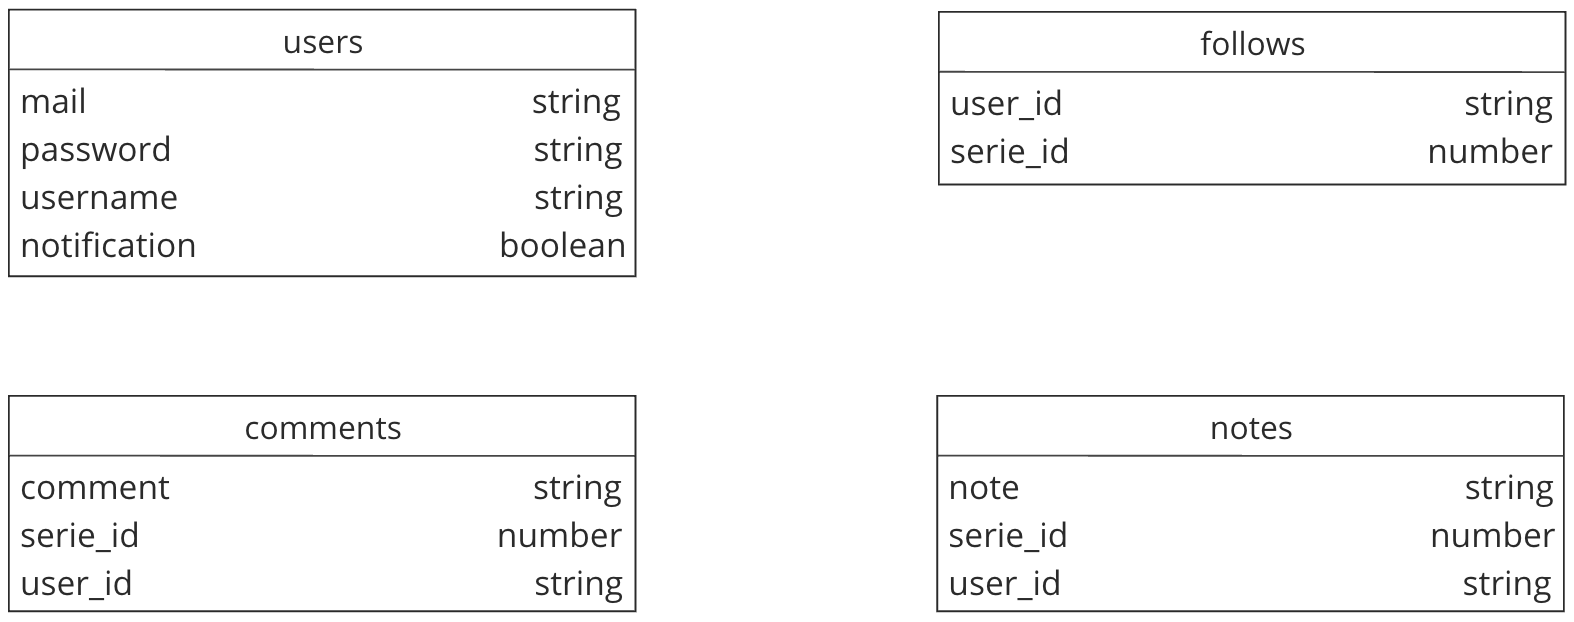 users
mail string
password string
username string
notification boolean
follows
user_id string
serie_id number
comments
comment string
serie_id number
user_id string
notes
note string
serie_id number
user_id string